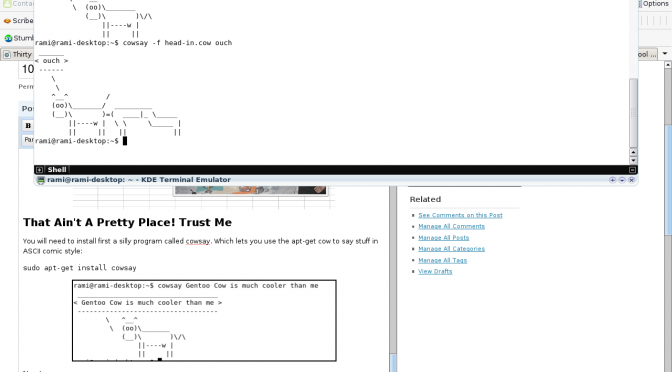 Conta
Options
Scribe
Stumb
Thirty
ool ...
10
Perm
Pos
B
Par
\ (oo)\_______
(__)\ )\/\
||----w |
|| ||
rami@rami-desktop:~$ cowsay -f head-in.cow ouch
______
< ouch >
------
\
\
^__^ /
(oo)\_______/ _________
(__)\ )=( ____|_ \_____
||----w | \ \ \_____ |
|| || || ||
rami@rami-desktop:~$
Shell
rami@rami-desktop: ~ - KDE Terminal Emulator
That Ain't A Pretty Place! Trust Me
You will need to install first a silly program called cowsay. Which lets you use the apt-get cow to say stuff in
ASCII comic style:
sudo apt-get install cowsay
rami@rami-desktop:~$ cowsay Gentoo Cow is much cooler than me
__________________________________
< Gentoo Cow is much cooler than me >
-----------------------------------
\ ^__^
\ (oo)\_______
(__)\ )\/\
||----w |
|| ||
Related
See Comments on this Post
Manage All Comments
Manage All Posts
Manage All Categories
Manage All Tags
View Drafts